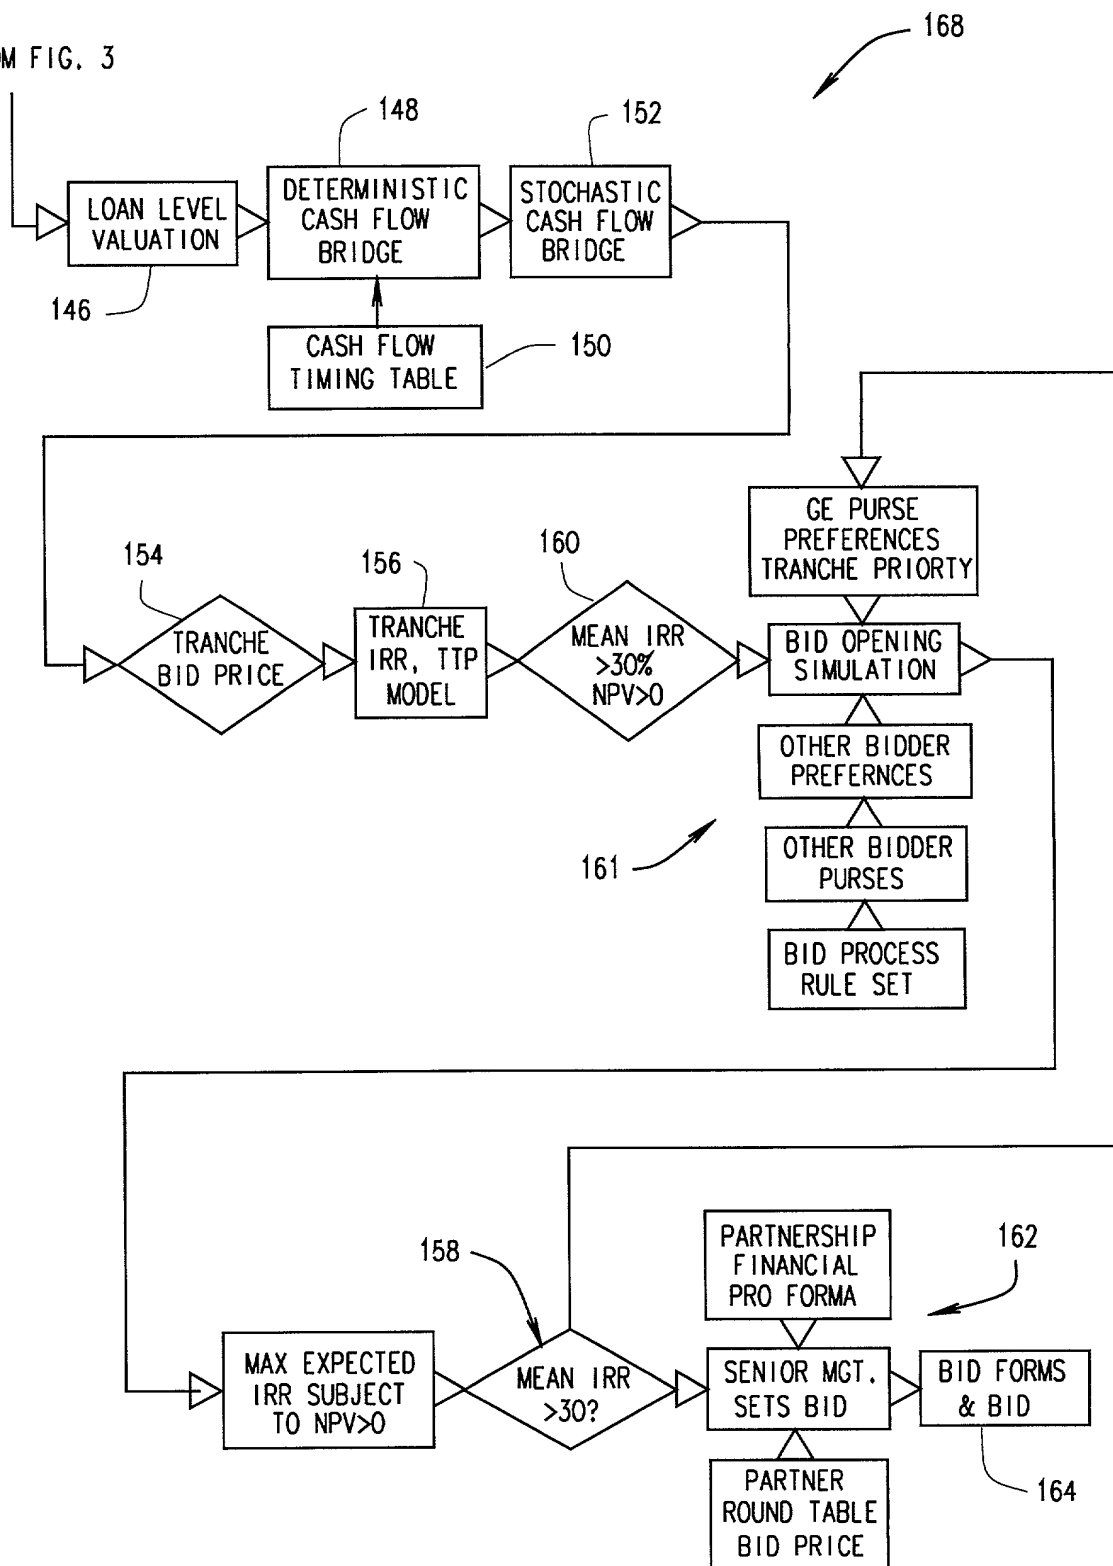 168
OM FIG. 3
148
152
LOAN LEVEL
VALUATION
DETERMINISTIC
CASH FLOW
BRIDGE
STOCHASTIC
CASH FLOW
BRIDGE
146
CASH FLOW
TIMING TABLE
150
GE PURSE
PREFERENCES
TRANCHE PRIORTY
154
156
160
TRANCHE
BID PRICE
TRANCHE
IRR, TTP
MODEL
MEAN IRR
>30%
NPV>0
BID OPENING
SIMULATION
OTHER BIDDER
PREFERNCES
161
OTHER BIDDER
PURSES
BID PROCESS
RULE SET
158
PARTNERSHIP
FINANCIAL
PRO FORMA
162
MAX EXPECTED
IRR SUBJECT
TO NPV>0
MEAN IRR
>30?
SENIOR MGT.
SETS BID
BID FORMS
& BID
164
PARTNER
ROUND TABLE
BID PRICE